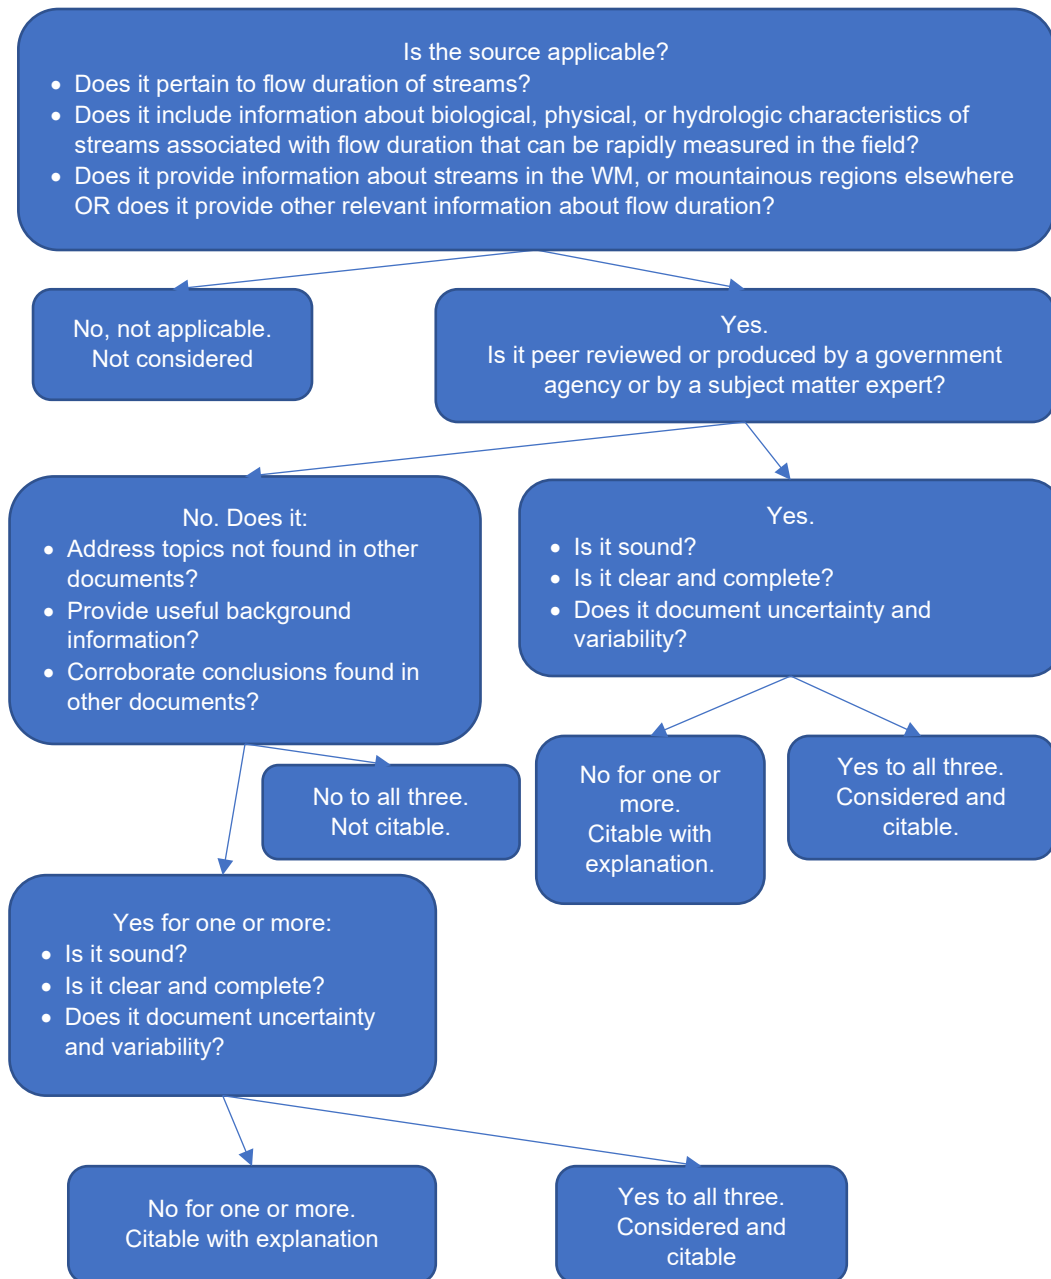 Is the source applicable?
• Does it pertain to flow duration of streams?
• Does it include information about biological, physical, or hydrologic characteristics of
streams associated with flow duration that can be rapidly measured in the field?
• Does it provide information about streams in the WM, or mountainous regions elsewhere
OR does it provide other relevant information about flow duration?
No, not applicable.
Not considered
Yes.
Is it peer reviewed or produced by a government
agency or by a subject matter expert?
No. Does it:
• Address topics not found in other
documents?
• Provide useful background
information?
• Corroborate conclusions found in
other documents?
Yes.
• Is it sound?
• Is it clear and complete?
• Does it document uncertainty and
variability?
No to all three.
Not citable.
No for one or
more.
Citable with
explanation.
Yes to all three.
Considered and
citable.
Yes for one or more:
• Is it sound?
• Is it clear and complete?
• Does it document uncertainty
and variability?
No for one or more.
Citable with explanation
Yes to all three.
Considered and
citable